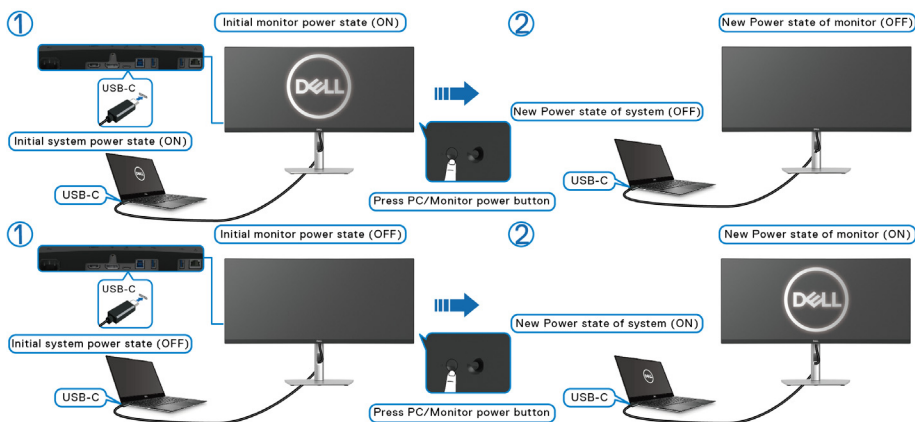 1
Initial monitor power state (ON)
2
New Power state of monitor (OFF)
USB-C
DELL
New Power state of system (OFF)
Initial system power state (ON)
DELL
USB-C
Press PC/Monitor power button
USB-C
1
Initial monitor power state (OFF)
2
New Power state of monitor (ON)
USB-C
DELL
New Power state of system (ON)
Initial system power state (OFF)
DELL
USB-C
Press PC/Monitor power button
USB-C